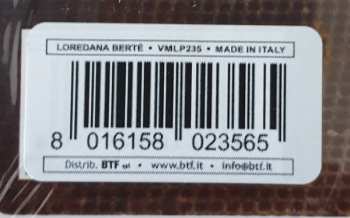 LOREDANA BERTÈ • VMLP235 • MADE IN ITALY
8 016158 023565
Distrib. BTF srl • www.btf.it • info@btf.it